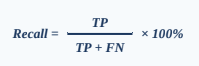 Recall = TP / TP + FN × 100%